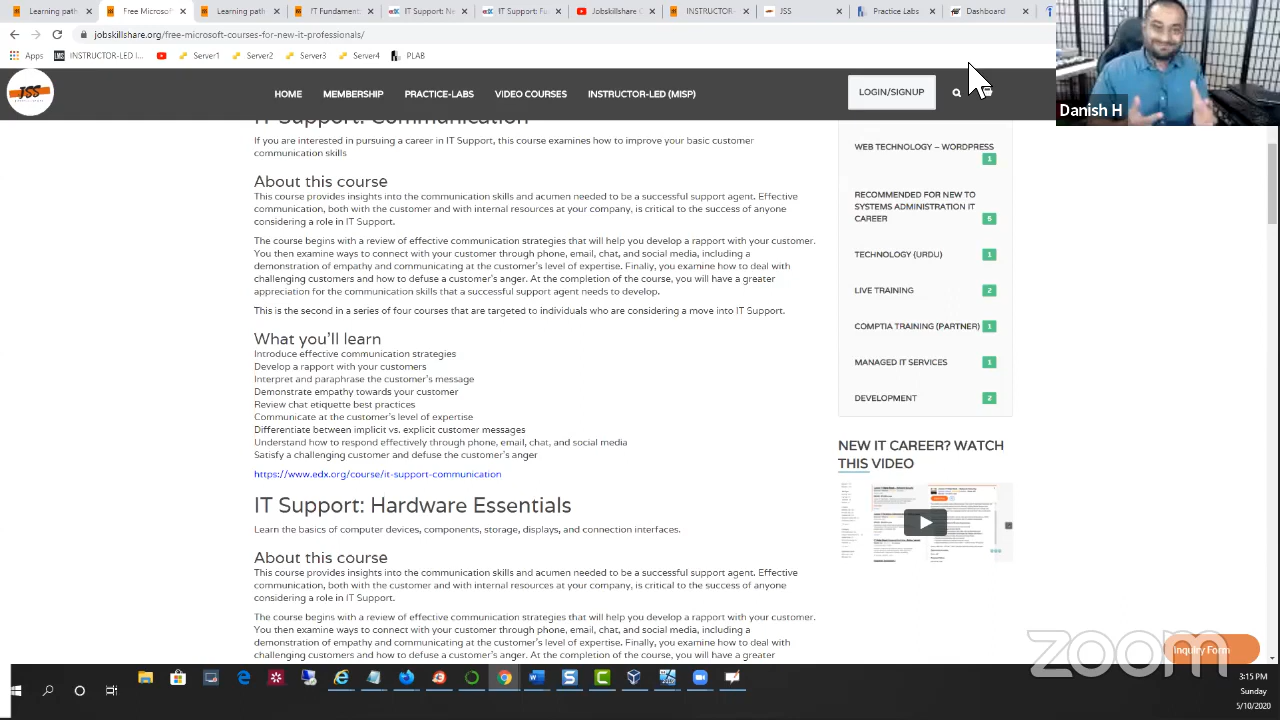 Learning path
Free Microsoft
Learning path
IT Fundament
IT Support: Ne
IT Support: Fu
Jobskillshare
INSTRUCTOR-
JSS
Practice Labs
Dashboard
jobskillshare.org/free-microsoft-courses-for-new-it-professionals/
Apps
INSTRUCTOR-LED I...
Server1
Server2
Server3
Server4
PLAB
JSS
HOME
MEMBERSHIP
PRACTICE-LABS
VIDEO COURSES
INSTRUCTOR-LED (MISP)
LOGIN/SIGNUP
Danish H
IT Support: Communication
If you are interested in pursuing a career in IT Support, this course examines how to improve your basic customer
communication skills
About this course
This course provides insights into the communication skills and acumen needed to be a successful support agent. Effective
communication, both with the customer and with internal resources at your company, is critical to the success of anyone
considering a role in IT Support.
The course begins with a review of effective communication strategies that will help you develop a rapport with your customer.
You then examine ways to connect with your customer through phone, email, chat, and social media, including a
demonstration of empathy and communicating at the customer's level of expertise. Finally, you examine how to deal with
challenging customers and how to defuse a customer's anger. At the completion of the course, you will have a greater
appreciation for the communication skills that a successful support agent needs to develop.
This is the second in a series of four courses that are targeted to individuals who are considering a move into IT Support.
What you'll learn
Introduce effective communication strategies
Develop a rapport with your customers
Interpret and paraphrase the customer's message
Demonstrate empathy towards your customer
Review chat etiquette best practices
Communicate at the customer's level of expertise
Differentiate between implicit vs. explicit customer messages
Understand how to respond effectively through phone, email, chat, and social media
Satisfy a challenging customer and defuse the customer's anger
https://www.edx.org/course/it-support-communication
IT Support: Hardware Essentials
Learn the basics of computer devices, components, storage, displays, and connection interfaces.
About this course
This course provides insights into the communication skills and acumen needed to be a successful support agent. Effective
communication, both with the customer and with internal resources at your company, is critical to the success of anyone
considering a role in IT Support.
The course begins with a review of effective communication strategies that will help you develop a rapport with your customer.
You then examine ways to connect with your customer through phone, email, chat, and social media, including a
demonstration of empathy and communicating at the customer's level of expertise. Finally, you examine how to deal with
challenging customers and how to defuse a customer's anger. At the completion of the course, you will have a greater
WEB TECHNOLOGY – WORDPRESS
1
RECOMMENDED FOR NEW TO
SYSTEMS ADMINISTRATION IT
CAREER
5
TECHNOLOGY (URDU)
1
LIVE TRAINING
2
COMPTIA TRAINING (PARTNER)
1
MANAGED IT SERVICES
1
DEVELOPMENT
2
NEW IT CAREER? WATCH
THIS VIDEO
Inquiry Form
zoom
3:15 PM
Sunday
5/10/2020